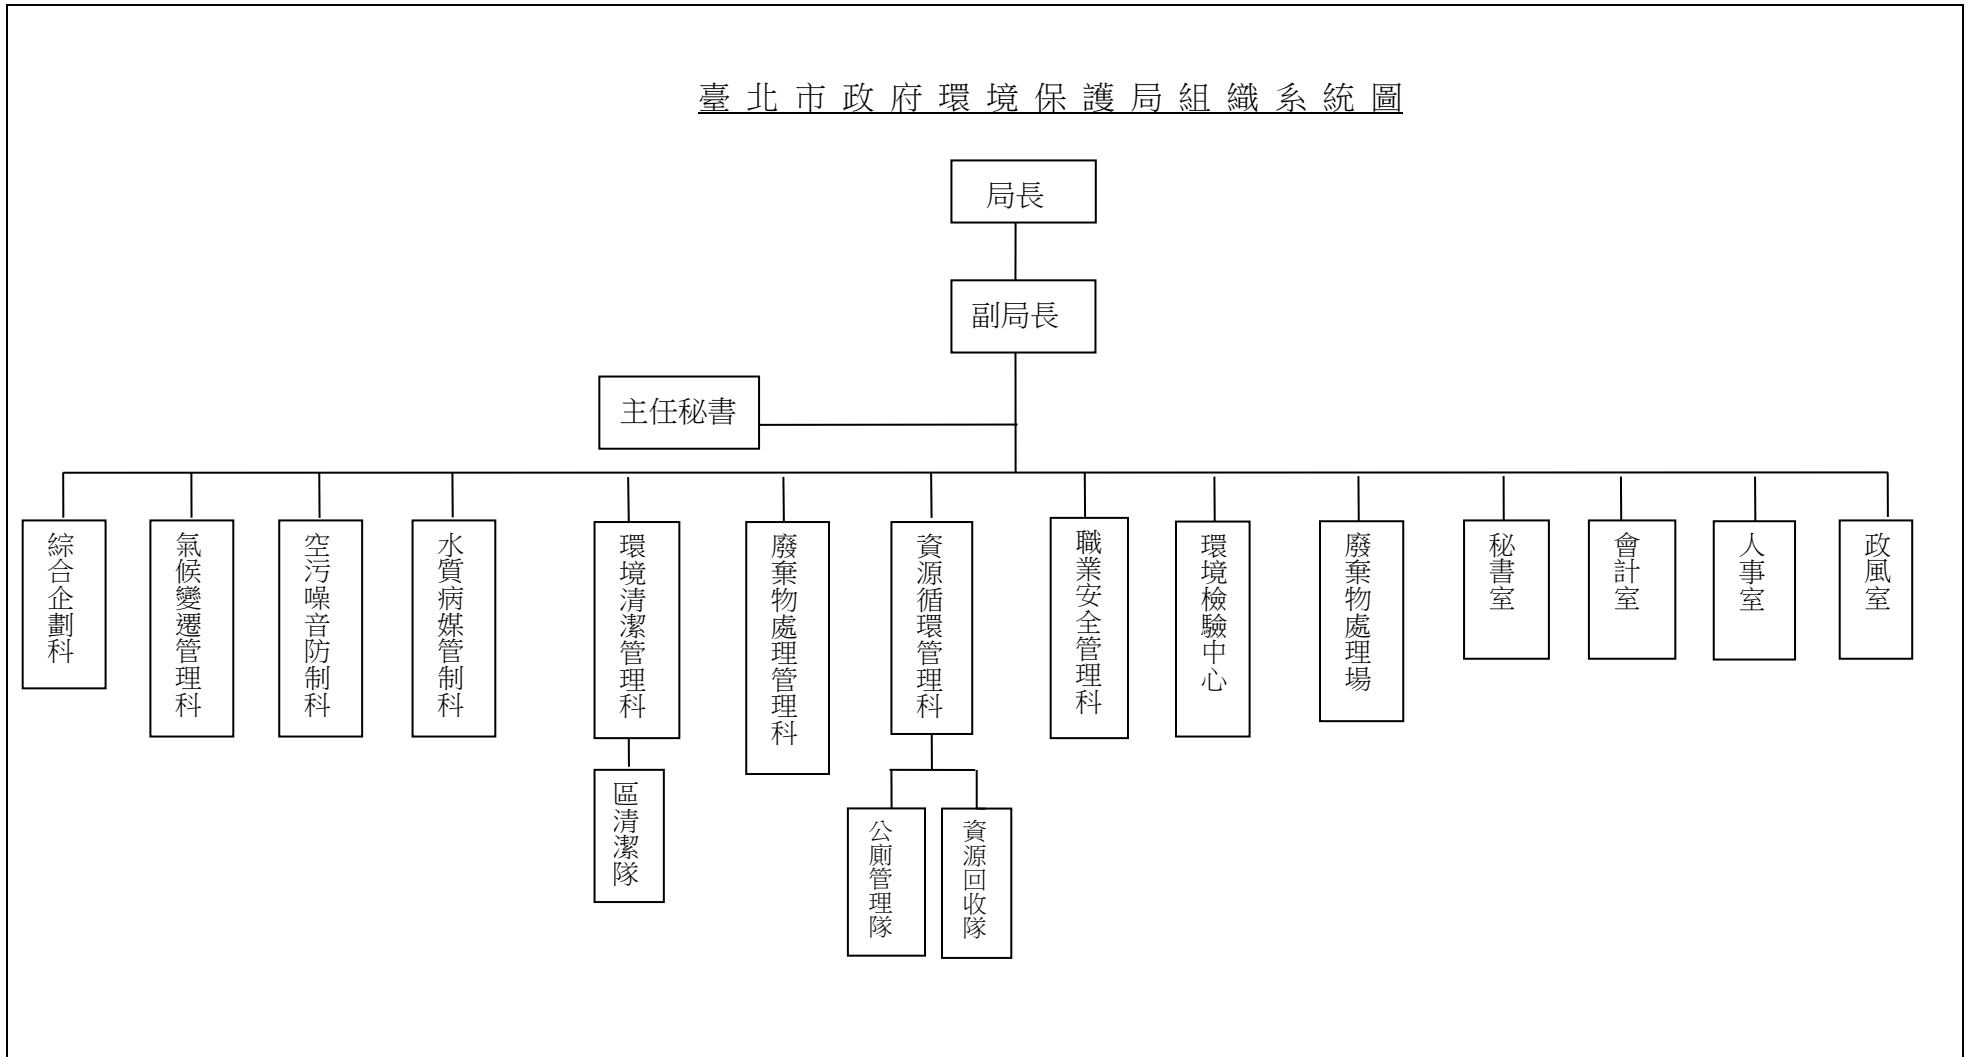 臺北市政府環境保護局組織系統圖
局長
副局長
主任秘書
綜合企劃科
氣候變遷管理科
空污噪音防制科
水質病媒管制科
環境清潔管理科
廢棄物處理管理科
資源循環管理科
職業安全管理科
環境檢驗中心
廢棄物處理場
秘書室
會計室
人事室
政風室
區清潔隊
公廁管理隊
資源回收隊